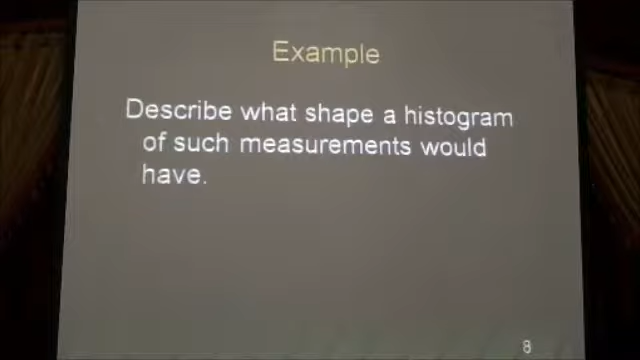 Example
Describe what shape a histogram
of such measurements would
have.
8